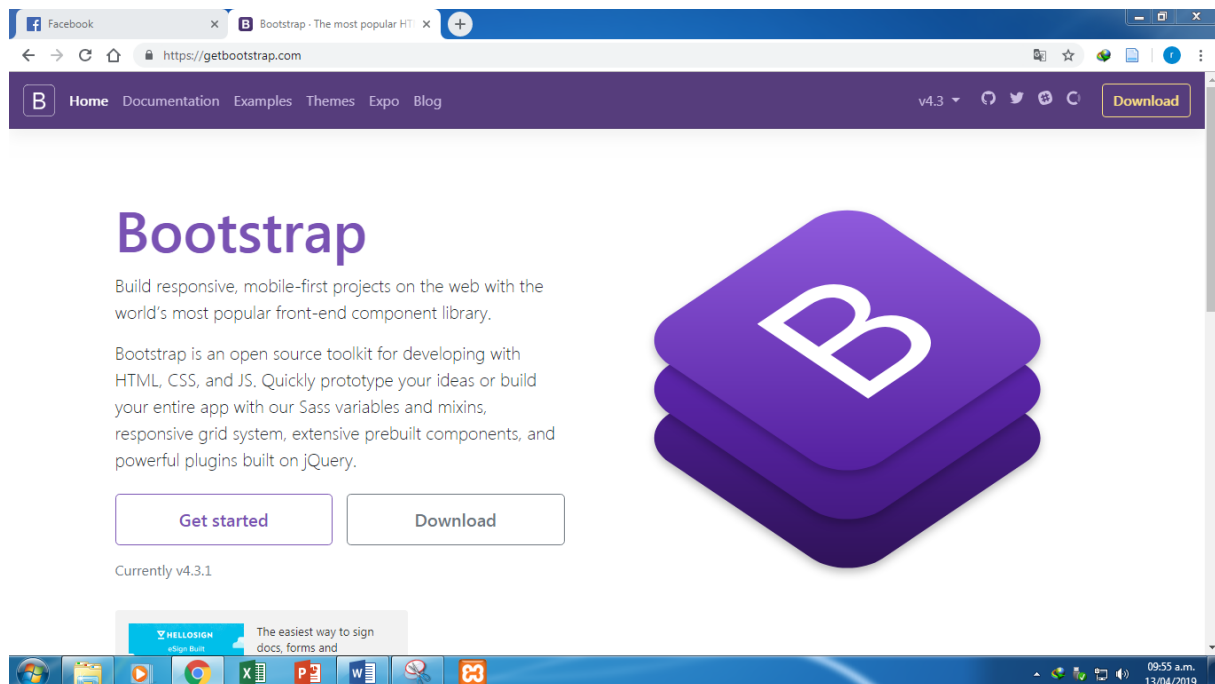 Facebook
B Bootstrap · The most popular HT
https://getbootstrap.com
r
B Home Documentation Examples Themes Expo Blog v4.3 Download
Bootstrap
B
Build responsive, mobile-first projects on the web with the
world's most popular front-end component library.
Bootstrap is an open source toolkit for developing with
HTML, CSS, and JS. Quickly prototype your ideas or build
your entire app with our Sass variables and mixins,
responsive grid system, extensive prebuilt components, and
powerful plugins built on jQuery.
Get started Download
Currently v4.3.1
HELLOSIGN
eSign Built
The easiest way to sign
docs, forms and
09:55 a.m.
13/04/2019